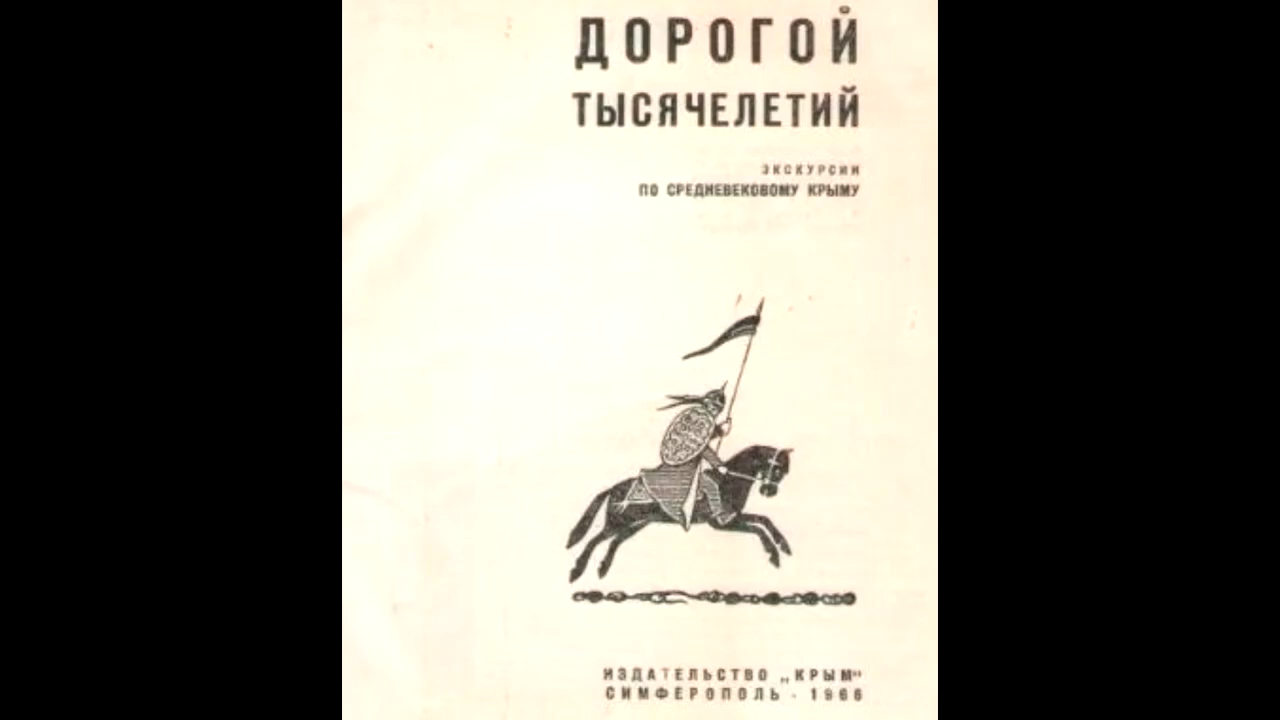 ДОРОГОЙ
ТЫСЯЧЕЛЕТИЙ
ЭКСКУРСИИ
ПО СРЕДНЕВЕКОВОМУ КРЫМУ
ИЗДАТЕЛЬСТВО „КРЫМ“
СИМФЕРОПОЛЬ - 1966